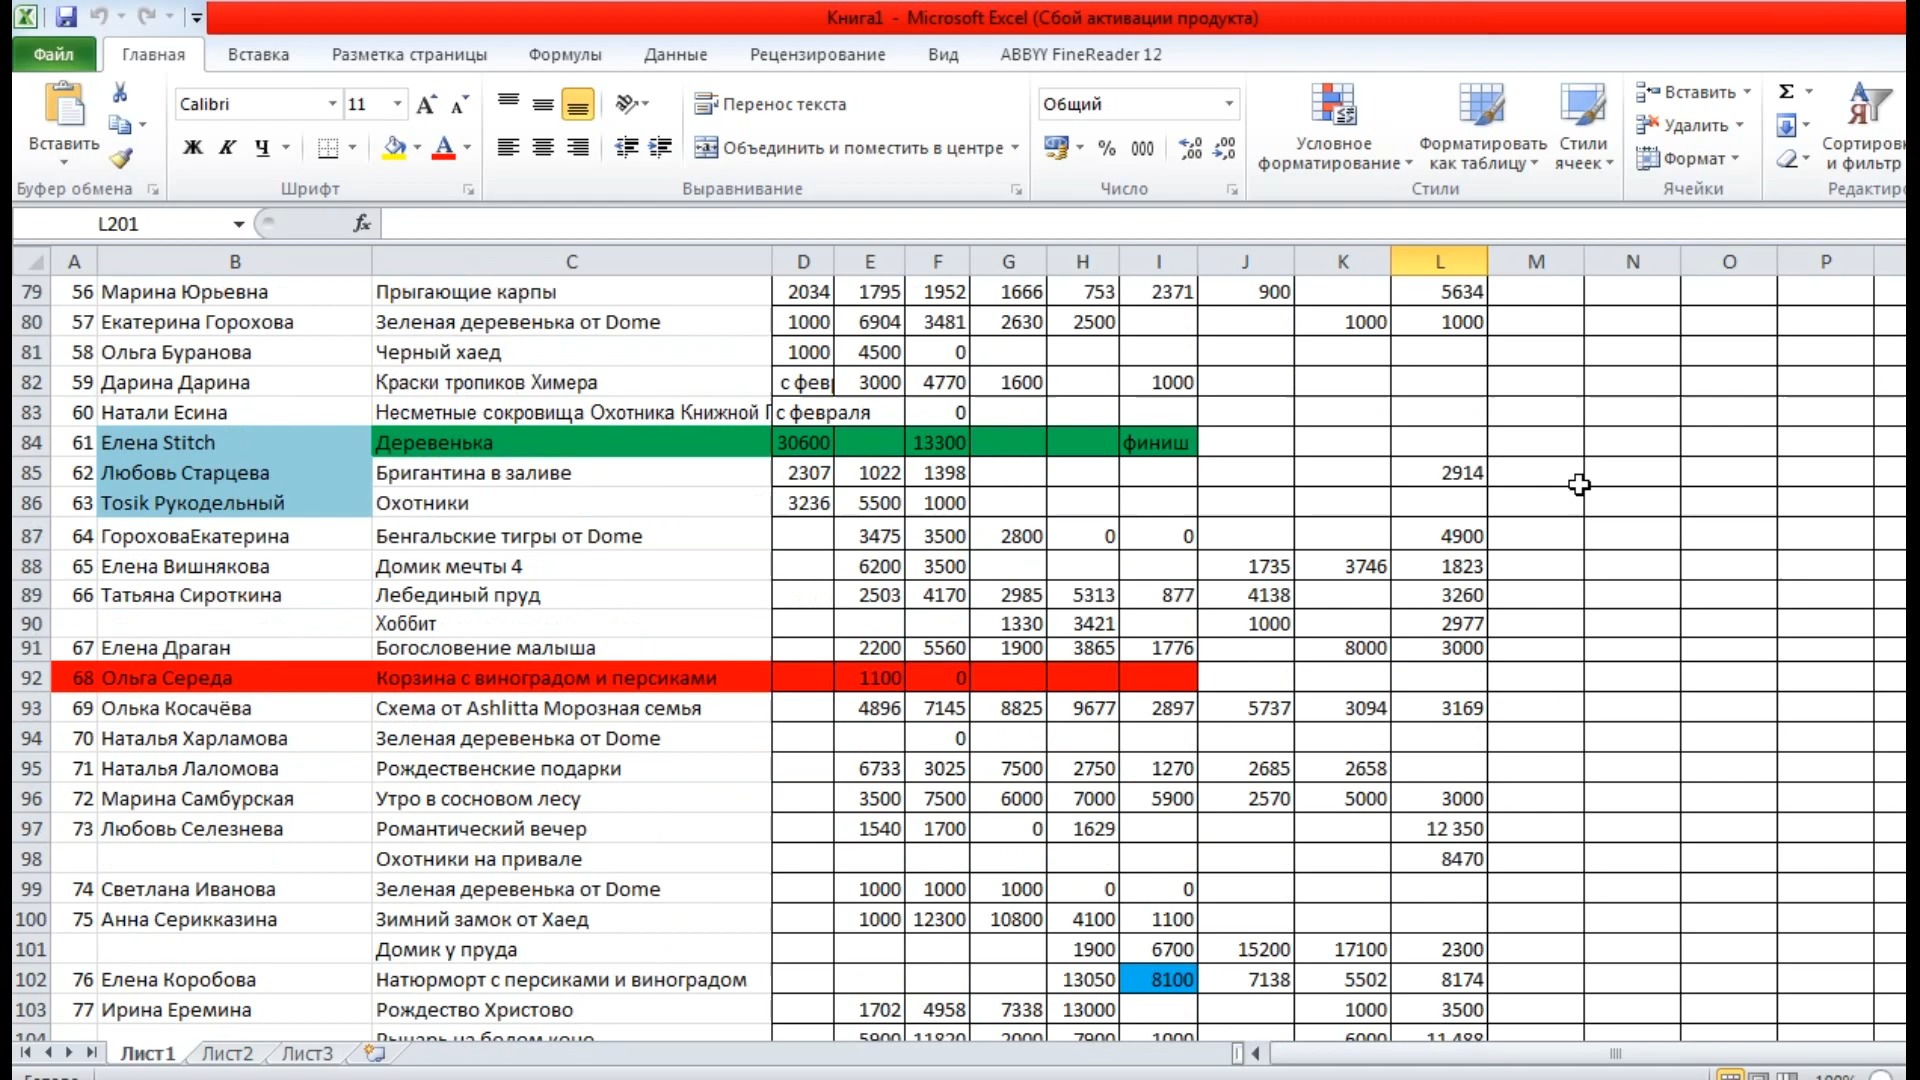 Книга1 - Microsoft Excel (Сбой активации продукта)
Файл Главная Вставка Разметка страницы Формулы Данные Рецензирование Вид ABBYY FineReader 12
Вставить
Буфер обмена
Calibri 11
Ж К Ч
Шрифт
Перенос текста
Объединить и поместить в центре
Выравнивание
Общий
% 000
Число
Условное форматирование
Форматировать как таблицу
Стили ячеек
Стили
Вставить
Удалить
Формат
Ячейки
Сортировк
и фильтр
Редактир
L201 fx
A B C D E F G H I J K L M N O P
79 56 Марина Юрьевна Прыгающие карпы 2034 1795 1952 1666 753 2371 900 5634
80 57 Екатерина Горохова Зеленая деревенька от Dome 1000 6904 3481 2630 2500 1000 1000
81 58 Ольга Буранова Черный хаед 1000 4500 0
82 59 Дарина Дарина Краски тропиков Химера с февр 3000 4770 1600 1000
83 60 Натали Есина Несметные сокровища Охотника Книжной с февраля 0
84 61 Елена Stitch Деревенька 30600 13300 финиш
85 62 Любовь Старцева Бригантина в заливе 2307 1022 1398 2914
86 63 Tosik Рукодельный Охотники 3236 5500 1000
87 64 ГороховаЕкатерина Бенгальские тигры от Dome 3475 3500 2800 0 0 4900
88 65 Елена Вишнякова Домик мечты 4 6200 3500 1735 3746 1823
89 66 Татьяна Сироткина Лебединый пруд 2503 4170 2985 5313 877 4138 3260
90 Хоббит 1330 3421 1000 2977
91 67 Елена Драган Богословение малыша 2200 5560 1900 3865 1776 8000 3000
92 68 Ольга Середа Корзина с виноградом и персиками 1100 0
93 69 Олька Косачёва Схема от Ashlitta Морозная семья 4896 7145 8825 9677 2897 5737 3094 3169
94 70 Наталья Харламова Зеленая деревенька от Dome 0
95 71 Наталья Лаломова Рождественские подарки 6733 3025 7500 2750 1270 2685 2658
96 72 Марина Самбурская Утро в сосновом лесу 3500 7500 6000 7000 5900 2570 5000 3000
97 73 Любовь Селезнева Романтический вечер 1540 1700 0 1629 12 350
98 Охотники на привале 8470
99 74 Светлана Иванова Зеленая деревенька от Dome 1000 1000 1000 0 0
100 75 Анна Серикказина Зимний замок от Хаед 1000 12300 10800 4100 1100
101 Домик у пруда 1900 6700 15200 17100 2300
102 76 Елена Коробова Натюрморт с персиками и виноградом 13050 8100 7138 5502 8174
103 77 Ирина Еремина Рождество Христово 1702 4958 7338 13000 1000 3500
104 Рыцарь на белом коне 5900 11820 2000 7900 1000 6000 11 488
Лист1 Лист2 Лист3